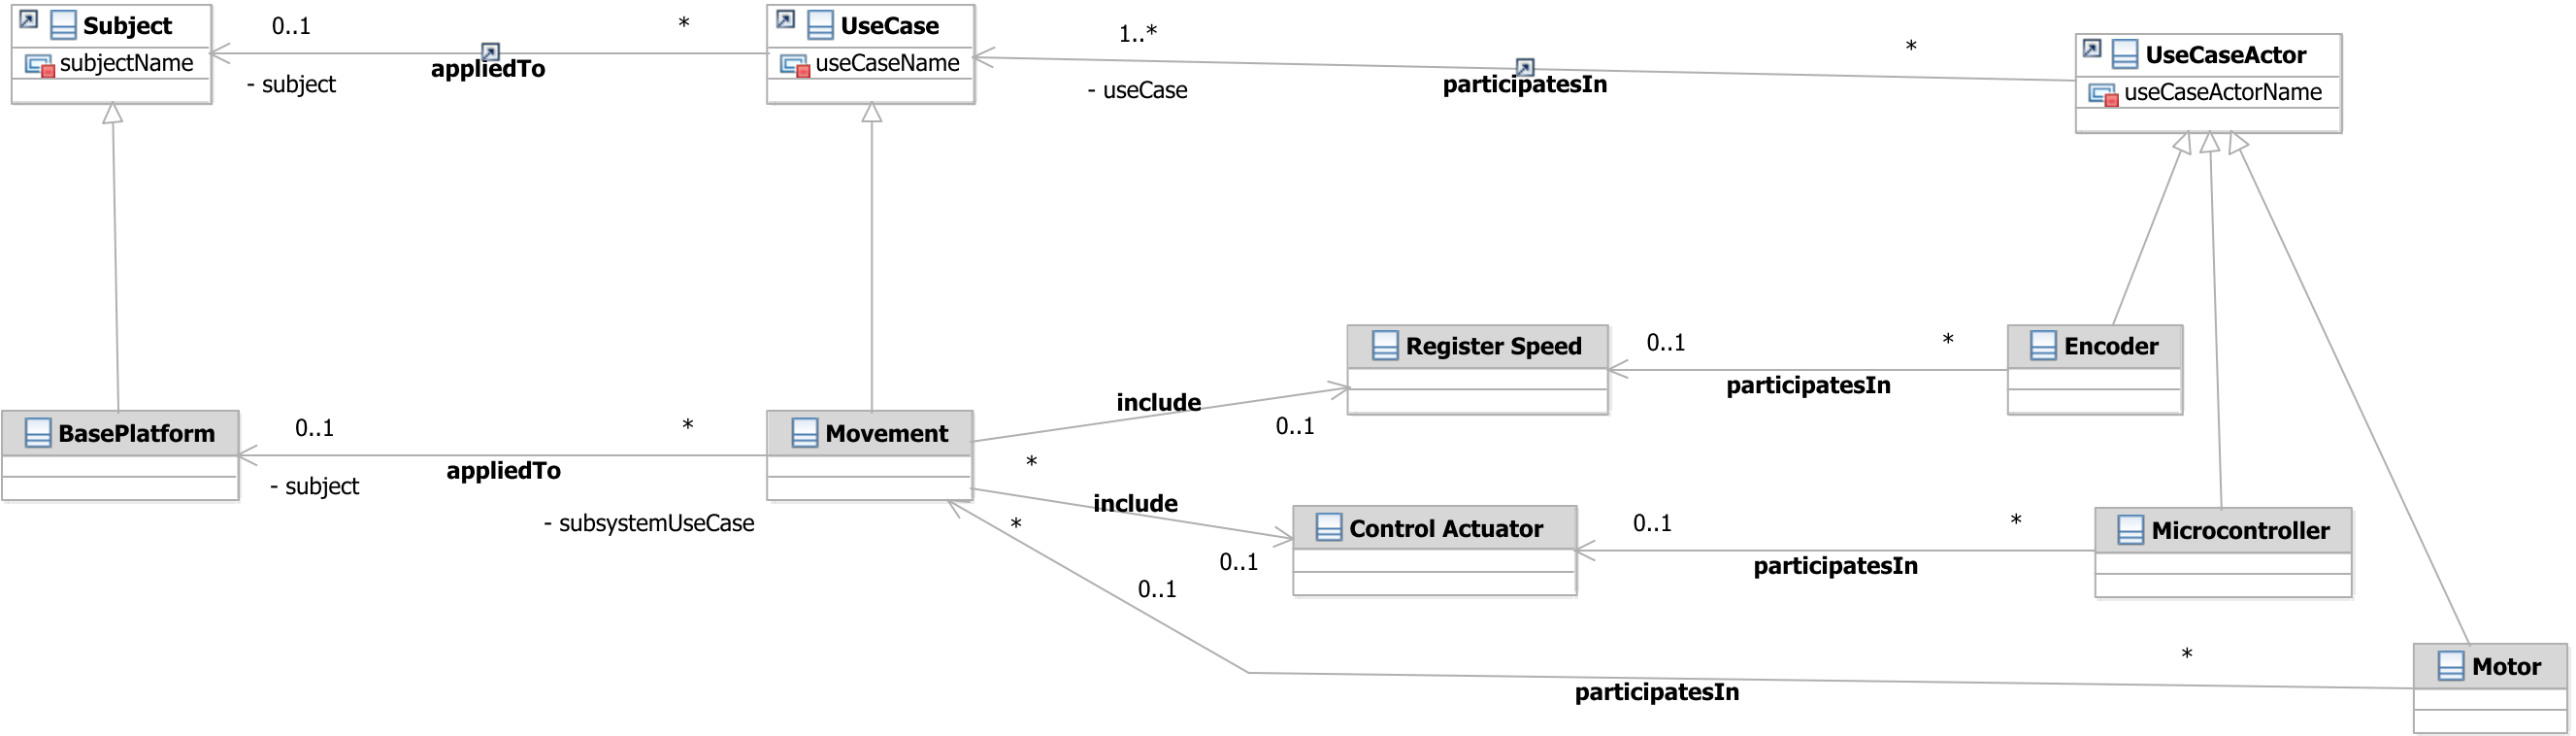 Subject
subjectName
0..1
*
appliedTo
- subject
UseCase
useCaseName
1..*
*
participatesIn
- useCase
UseCaseActor
useCaseActorName
Register Speed
0..1
*
participatesIn
Encoder
BasePlatform
0..1
*
appliedTo
- subject
- subsystemUseCase
Movement
include
0..1
*
include
*
0..1
Control Actuator
0..1
*
participatesIn
Microcontroller
0..1
*
participatesIn
Motor